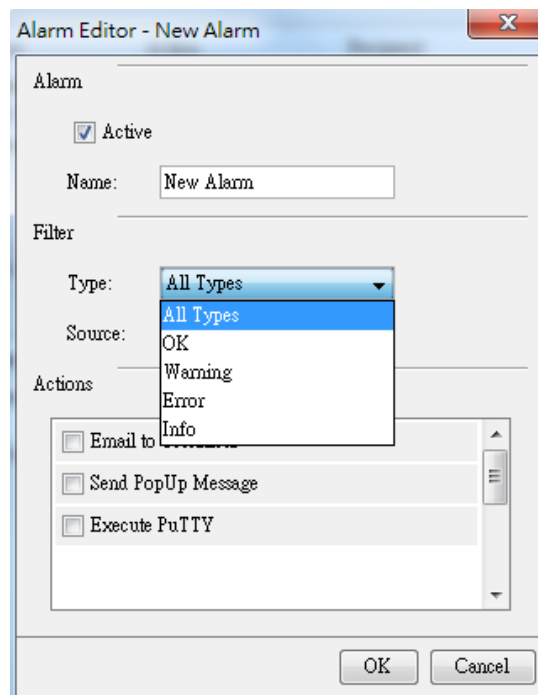 Alarm Editor - New Alarm
Alarm
Active
Name: New Alarm
Filter
Type: All Types
All Types
Source:
OK
Warning
Actions
Error
Info
Email to
Send PopUp Message
Execute PuTTY
OK Cancel